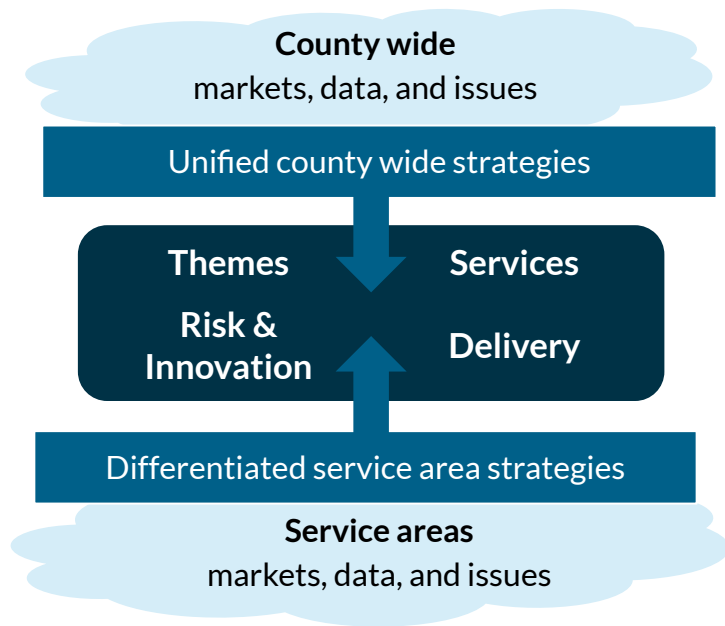 County wide
markets, data, and issues
Unified county wide strategies
Themes
Services
Risk &
Innovation
Delivery
Differentiated service area strategies
Service areas
markets, data, and issues